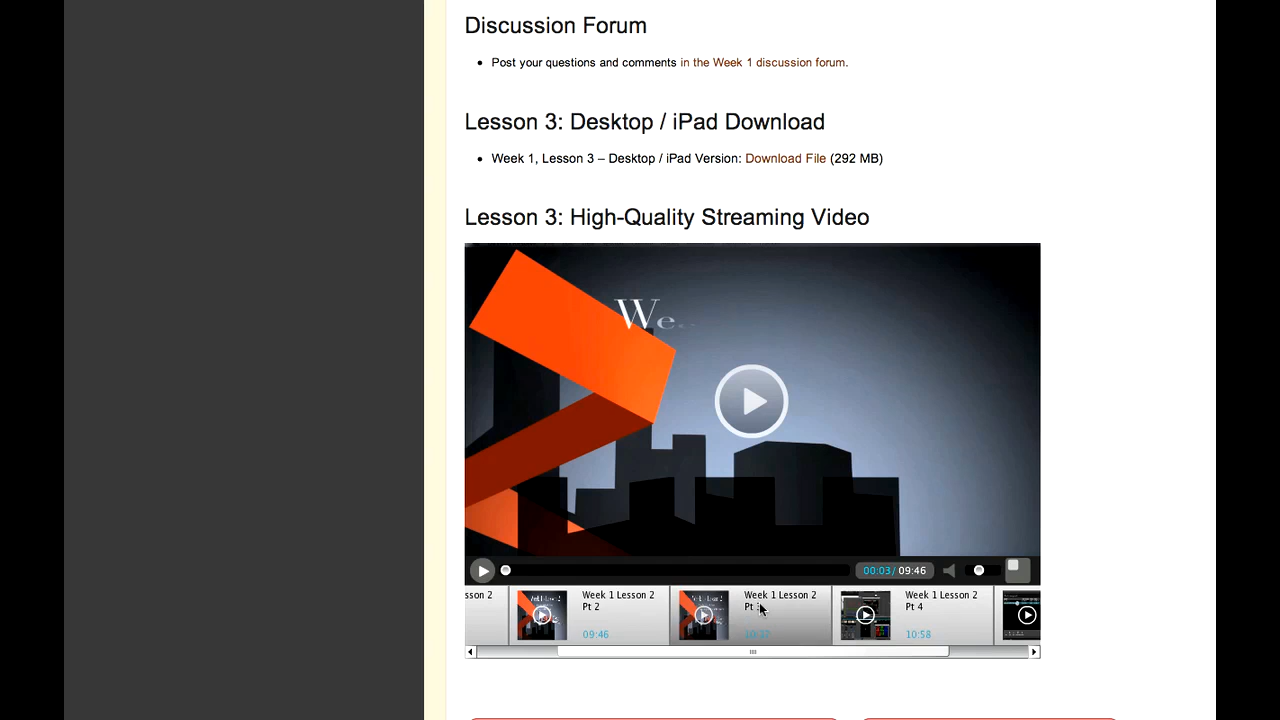 Discussion Forum
• Post your questions and comments in the Week 1 discussion forum.
Lesson 3: Desktop / iPad Download
• Week 1, Lesson 3 – Desktop / iPad Version: Download File (292 MB)
Lesson 3: High-Quality Streaming Video
We
00:03/ 09:46
sson 2
Week 1 Lesson 2
Pt 2
09:46
Week 1 Lesson 2
Pt
Week 1 Lesson 2
Pt 4
10:58